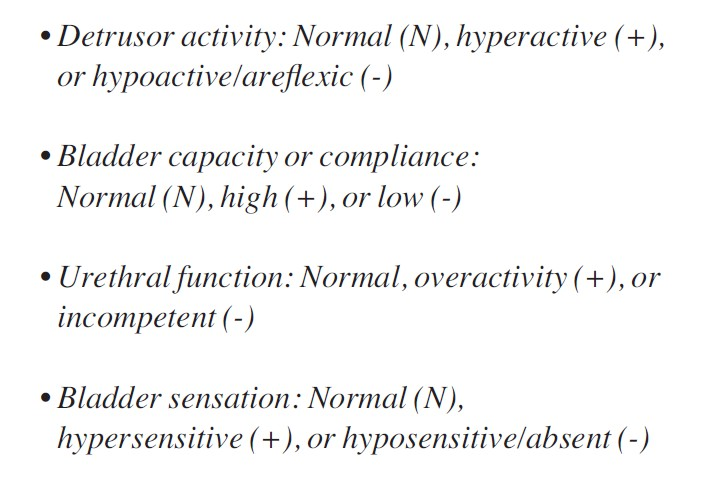 • Detrusor activity: Normal (N), hyperactive (+),
or hypoactive/areflexic (-)
• Bladder capacity or compliance:
Normal (N), high (+), or low (-)
• Urethral function: Normal, overactivity (+), or
incompetent (-)
• Bladder sensation: Normal (N),
hypersensitive (+), or hyposensitive/absent (-)